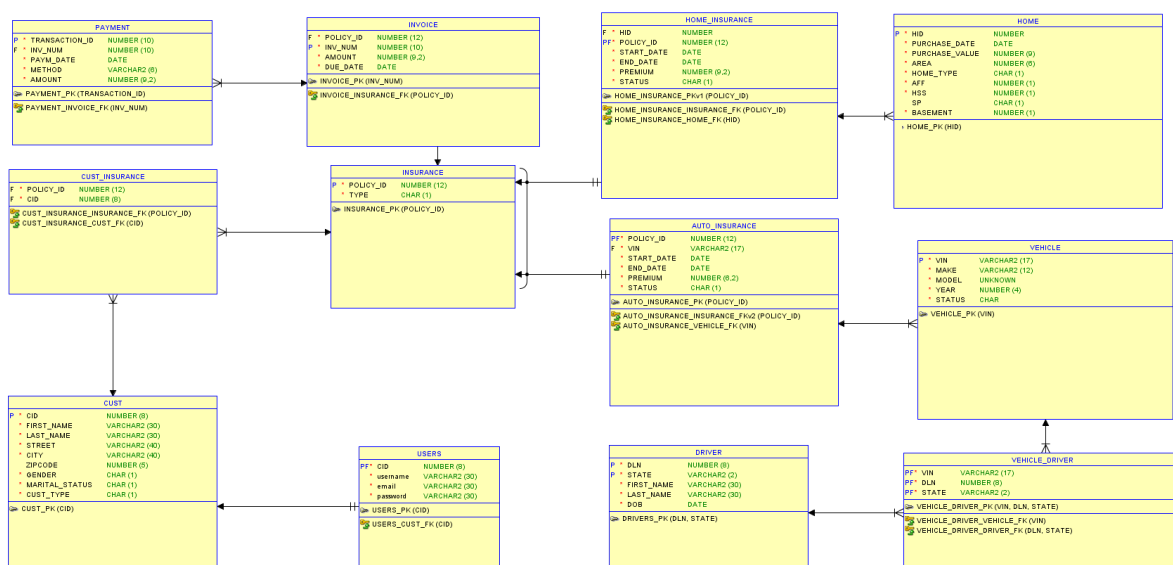 PAYMENT
P * TRANSACTION_ID NUMBER (10)
F * INV_NUM NUMBER (10)
* PAYM_DATE DATE
* METHOD VARCHAR2 (6)
* AMOUNT NUMBER (9,2)
PAYMENT_PK (TRANSACTION_ID)
PAYMENT_INVOICE_FK (INV_NUM)
INVOICE
F * POLICY_ID NUMBER (12)
P * INV_NUM NUMBER (10)
* AMOUNT NUMBER (9,2)
* DUE_DATE DATE
INVOICE_PK (INV_NUM)
INVOICE_INSURANCE_FK (POLICY_ID)
HOME_INSURANCE
F * HID NUMBER
PF* POLICY_ID NUMBER (12)
* START_DATE DATE
* END_DATE DATE
* PREMIUM NUMBER (9,2)
* STATUS CHAR (1)
HOME_INSURANCE_PKv1 (POLICY_ID)
HOME_INSURANCE_INSURANCE_FK (POLICY_ID)
HOME_INSURANCE_HOME_FK (HID)
HOME
P * HID NUMBER
* PURCHASE_DATE DATE
* PURCHASE_VALUE NUMBER (9)
* AREA NUMBER (6)
* HOME_TYPE CHAR (1)
* AFF NUMBER (1)
* HSS NUMBER (1)
SP CHAR (1)
* BASEMENT NUMBER (1)
HOME_PK (HID)
CUST_INSURANCE
F * POLICY_ID NUMBER (12)
F * CID NUMBER (8)
CUST_INSURANCE_INSURANCE_FK (POLICY_ID)
CUST_INSURANCE_CUST_FK (CID)
INSURANCE
P * POLICY_ID NUMBER (12)
* TYPE CHAR (1)
INSURANCE_PK (POLICY_ID)
AUTO_INSURANCE
PF* POLICY_ID NUMBER (12)
F * VIN VARCHAR2 (17)
* START_DATE DATE
* END_DATE DATE
* PREMIUM NUMBER (6,2)
* STATUS CHAR (1)
AUTO_INSURANCE_PK (POLICY_ID)
AUTO_INSURANCE_INSURANCE_FKv2 (POLICY_ID)
AUTO_INSURANCE_VEHICLE_FK (VIN)
VEHICLE
P * VIN VARCHAR2 (17)
* MAKE VARCHAR2 (12)
* MODEL UNKNOWN
* YEAR NUMBER (4)
* STATUS CHAR
VEHICLE_PK (VIN)
CUST
P * CID NUMBER (8)
* FIRST_NAME VARCHAR2 (30)
* LAST_NAME VARCHAR2 (30)
* STREET VARCHAR2 (40)
* CITY VARCHAR2 (40)
ZIPCODE NUMBER (5)
* GENDER CHAR (1)
* MARITAL_STATUS CHAR (1)
* CUST_TYPE CHAR (1)
CUST_PK (CID)
USERS
PF* CID NUMBER (8)
* username VARCHAR2 (30)
* email VARCHAR2 (30)
* password VARCHAR2 (30)
USERS_PK (CID)
USERS_CUST_FK (CID)
DRIVER
P * DLN NUMBER (8)
P * STATE VARCHAR2 (2)
* FIRST_NAME VARCHAR2 (30)
* LAST_NAME VARCHAR2 (30)
* DOB DATE
DRIVERS_PK (DLN, STATE)
VEHICLE_DRIVER
PF* VIN VARCHAR2 (17)
PF* DLN NUMBER (8)
PF* STATE VARCHAR2 (2)
VEHICLE_DRIVER_PK (VIN, DLN, STATE)
VEHICLE_DRIVER_VEHICLE_FK (VIN)
VEHICLE_DRIVER_DRIVER_FK (DLN, STATE)